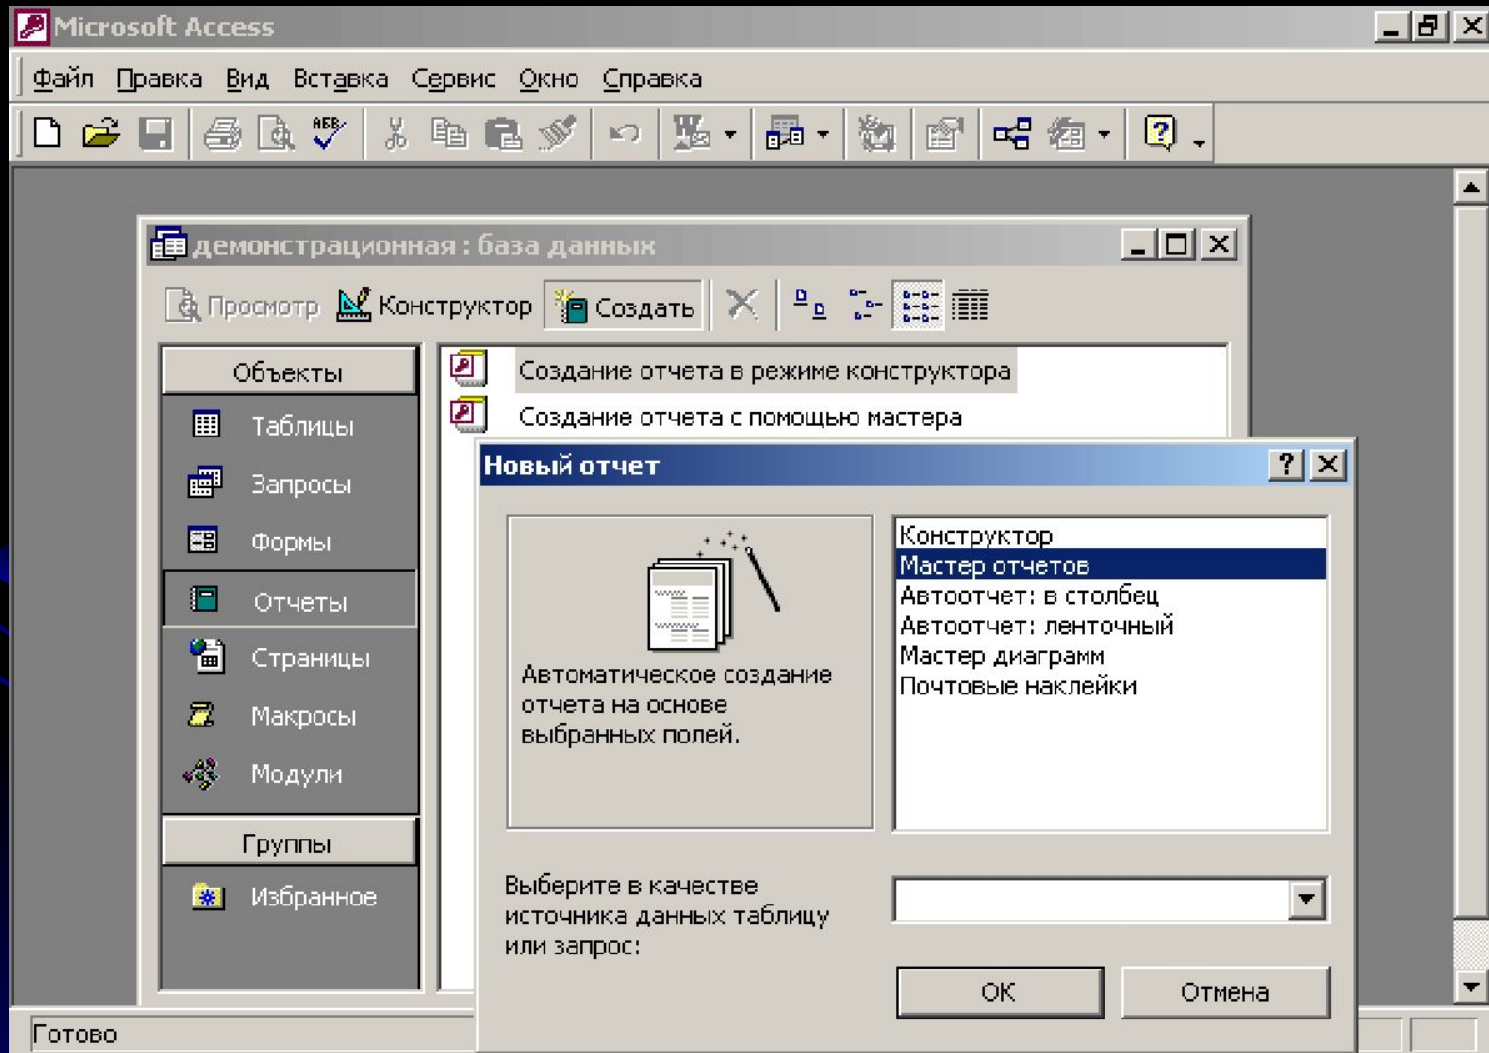 Microsoft Access
Файл Правка Вид Вставка Сервис Окно Справка
АБВ
демонстрационная : база данных
Просмотр Конструктор Создать
Объекты
Таблицы
Запросы
Формы
Отчеты
Страницы
Макросы
Модули
Группы
Избранное
Создание отчета в режиме конструктора
Создание отчета с помощью мастера
Новый отчет
Автоматическое создание
отчета на основе
выбранных полей.
Конструктор
Мастер отчетов
Автоотчет: в столбец
Автоотчет: ленточный
Мастер диаграмм
Почтовые наклейки
Выберите в качестве
источника данных таблицу
или запрос:
ОК Отмена
Готово